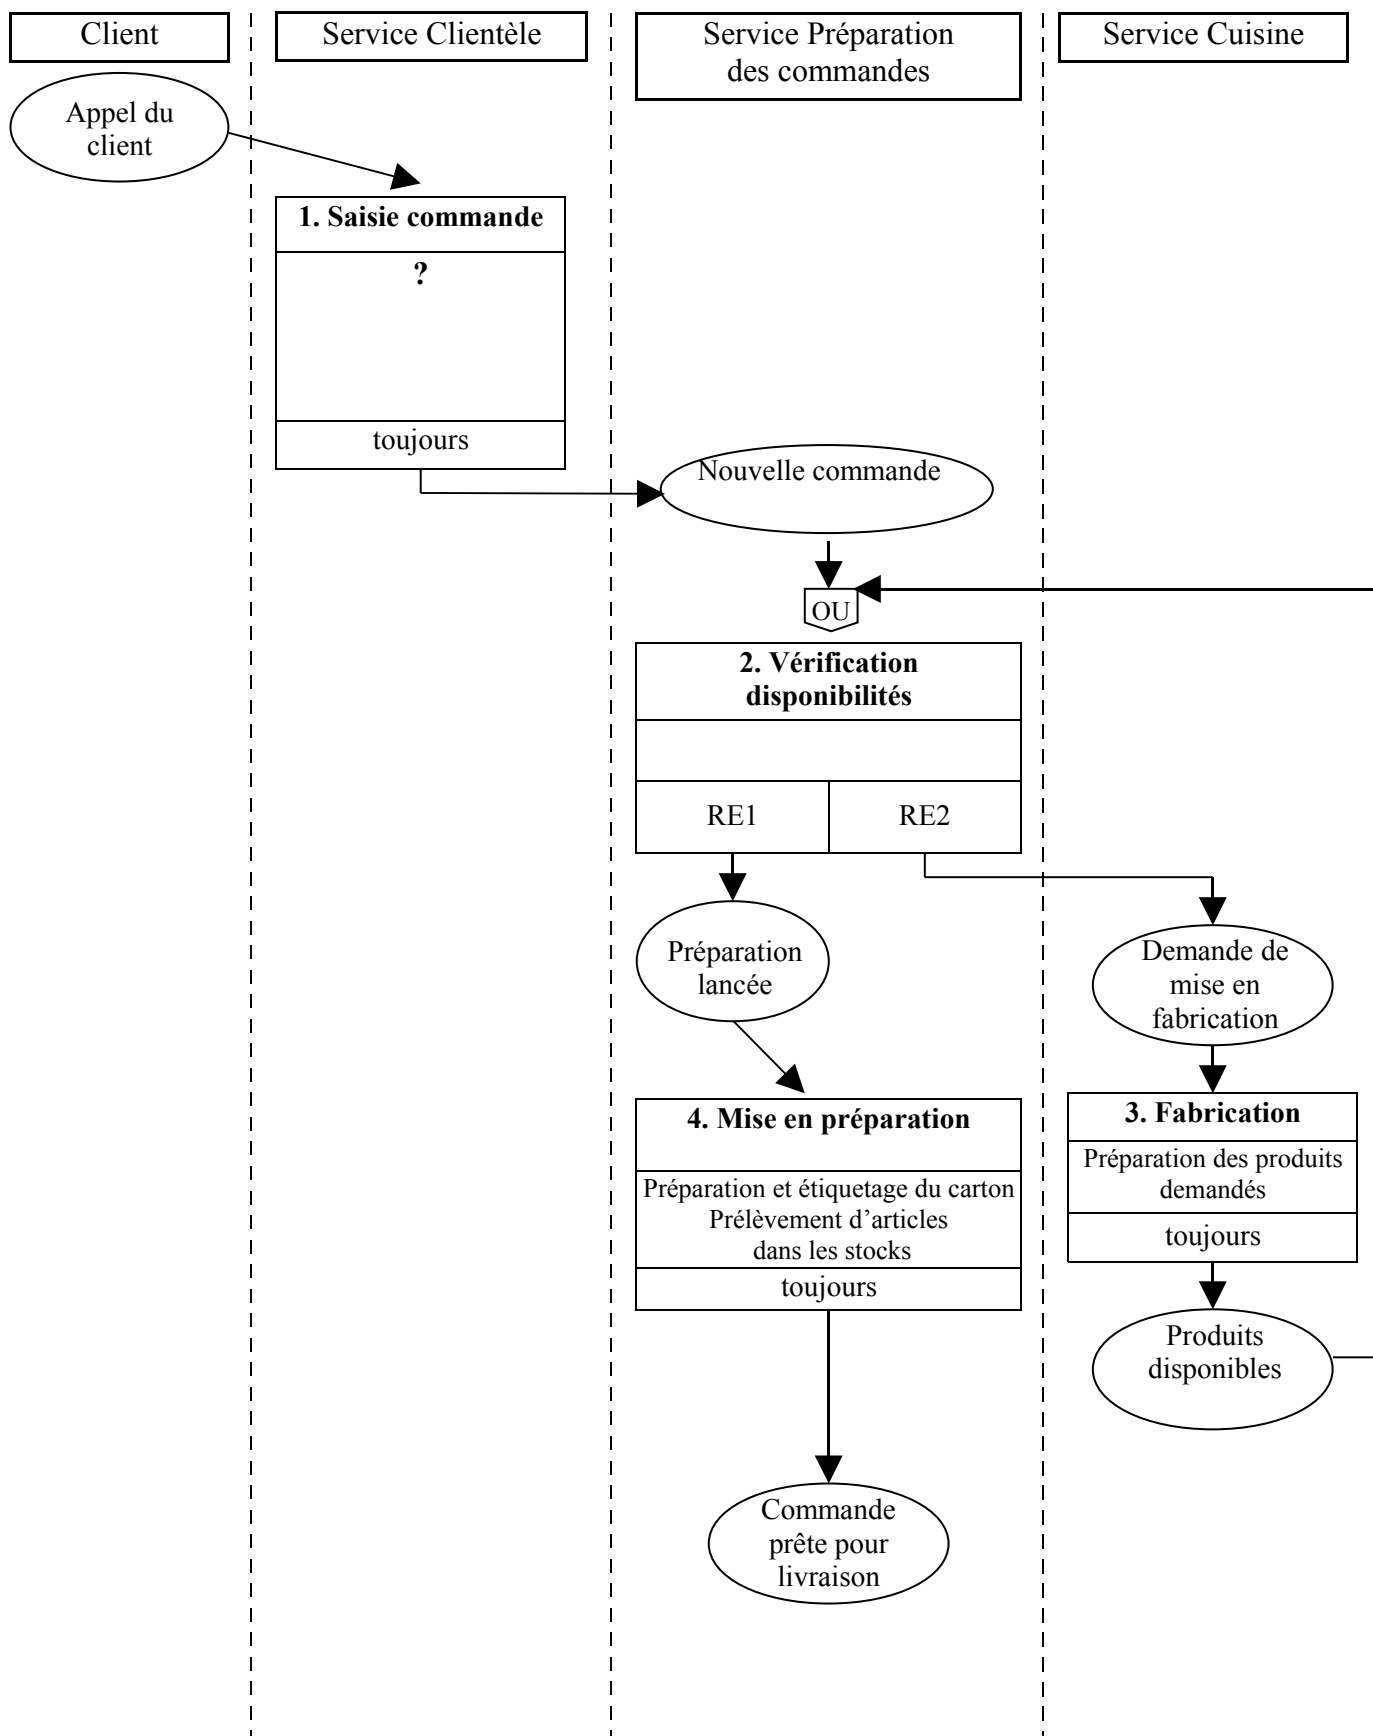 Client
Service Clientèle
Service Préparation
des commandes
Service Cuisine
Appel du
client
1. Saisie commande
?
toujours
Nouvelle commande
OU
2. Vérification
disponibilités
RE1
RE2
Préparation
lancée
Demande de
mise en
fabrication
4. Mise en préparation
Préparation et étiquetage du carton
Prélèvement d’articles
dans les stocks
toujours
3. Fabrication
Préparation des produits
demandés
toujours
Produits
disponibles
Commande
prête pour
livraison